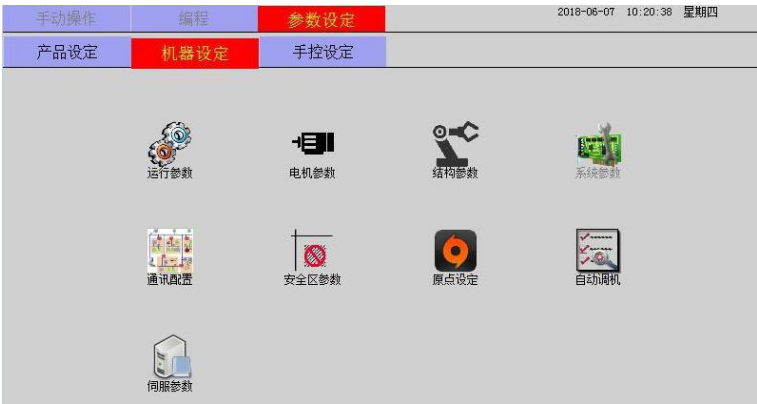 手动操作 编程 参数设定 2018-06-07 10:20:38 星期四
产品设定 机器设定 手控设定
运行参数 电机参数 结构参数 系统参数
通讯配置 安全区参数 原点设定 自动调机
伺服参数